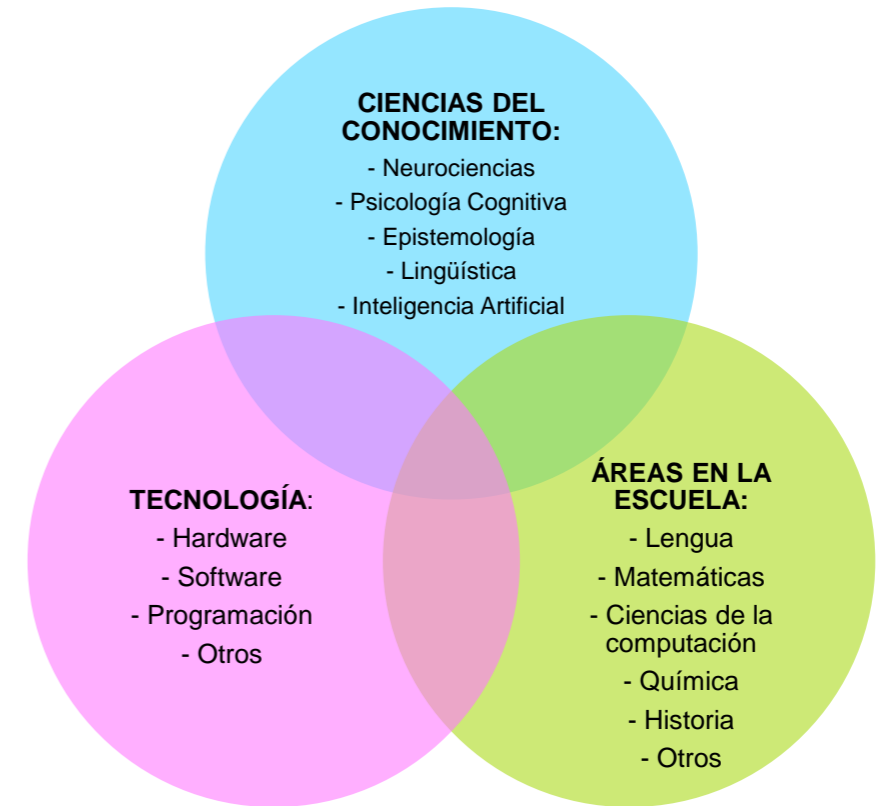 CIENCIAS DEL
CONOCIMIENTO:
- Neurociencias
- Psicología Cognitiva
- Epistemología
- Lingüística
- Inteligencia Artificial
TECNOLOGÍA:
- Hardware
- Software
- Programación
- Otros
ÁREAS EN LA
ESCUELA:
- Lengua
- Matemáticas
- Ciencias de la
computación
- Química
- Historia
- Otros